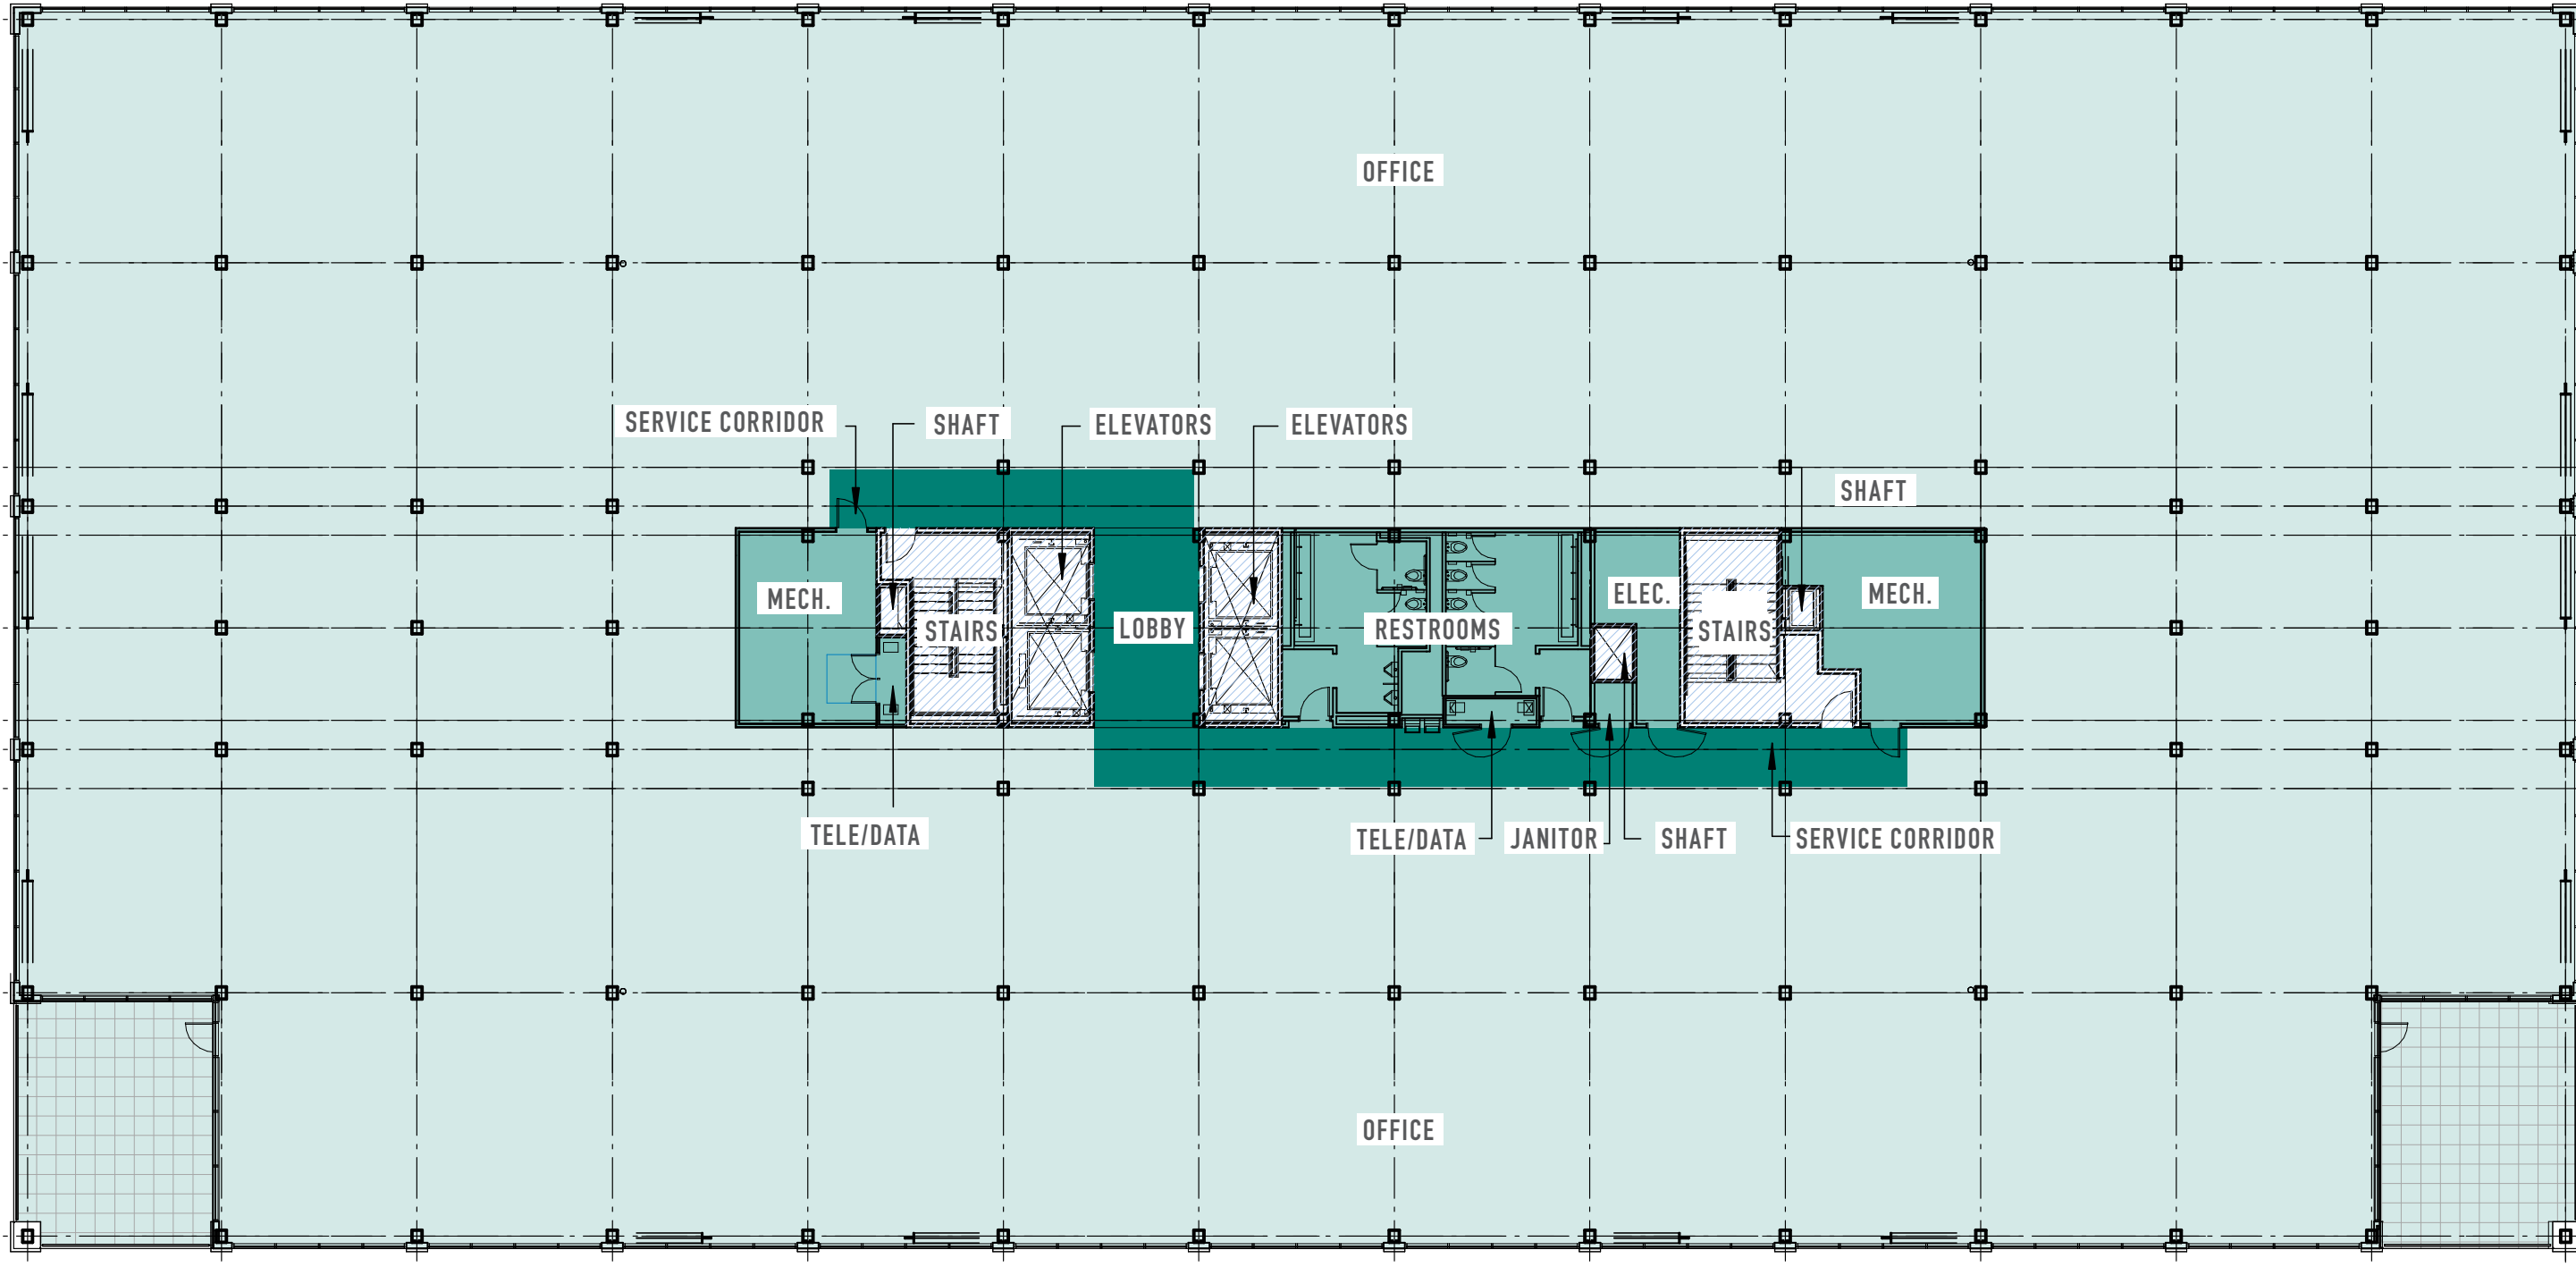 OFFICE
SERVICE CORRIDOR
SHAFT
ELEVATORS
ELEVATORS
SHAFT
MECH.
STAIRS
LOBBY
RESTROOMS
ELEC.
STAIRS
MECH.
TELE/DATA
TELE/DATA
JANITOR
SHAFT
SERVICE CORRIDOR
OFFICE